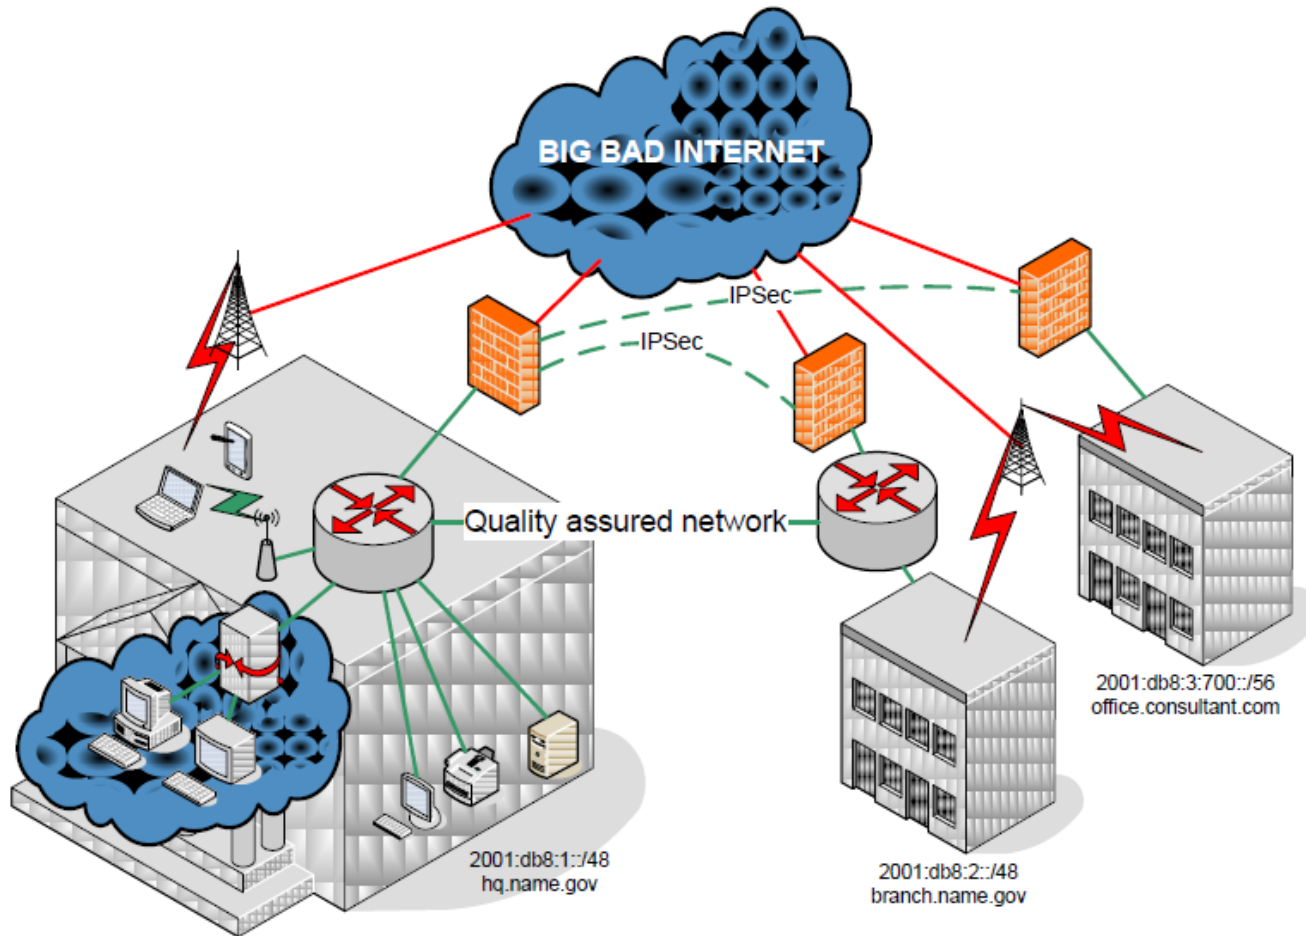 BIG BAD INTERNET
IPSec
IPSec
Quality assured network
2001:db8:3:700::/56
office.consultant.com
2001:db8:1::/48
hq.name.gov
2001:db8:2::/48
branch.name.gov